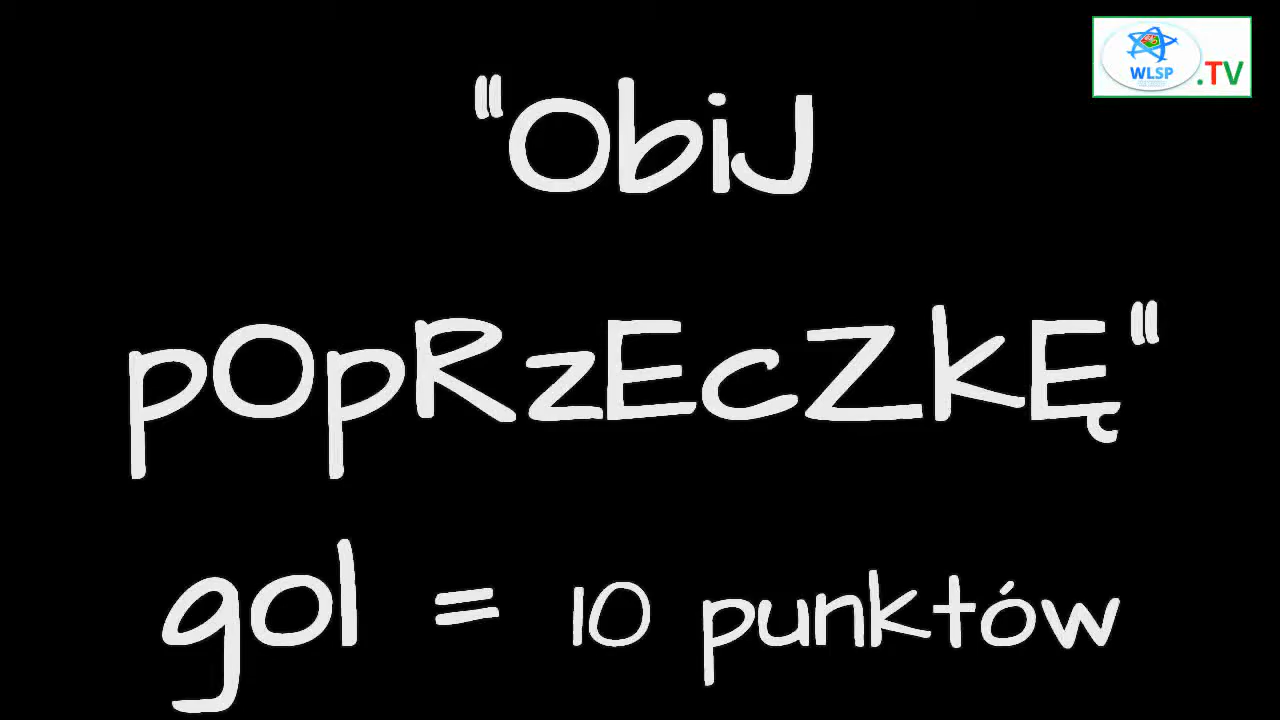 WLSP
.TV
"ObiJ
pOpRzEcZKĘ"
gol = 10 punktów